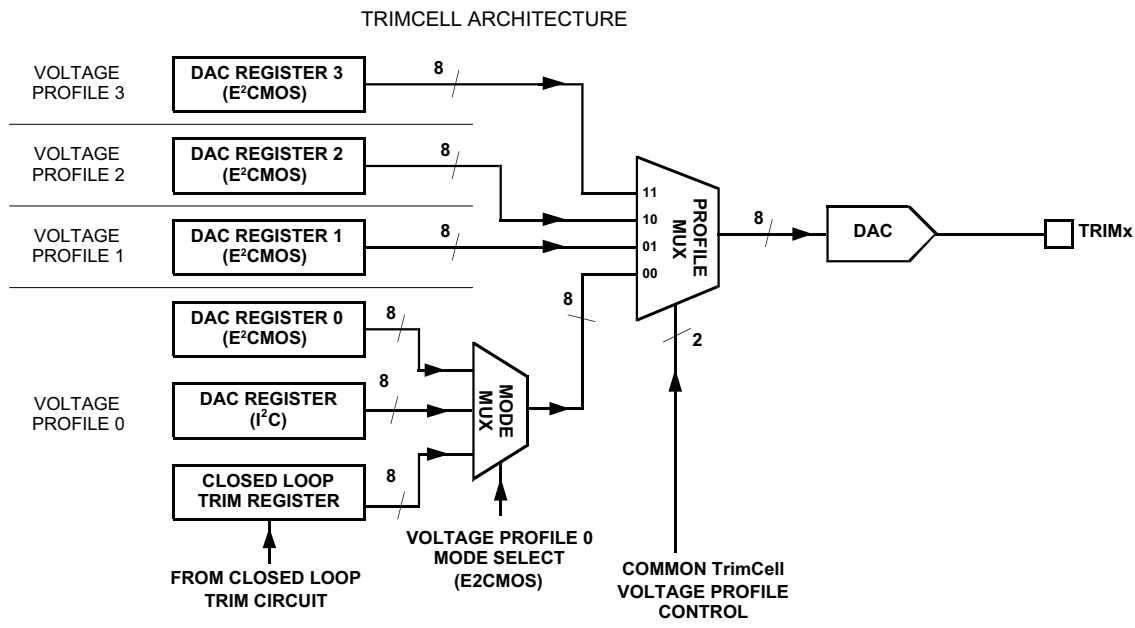 TRIMCELL ARCHITECTURE
VOLTAGE
PROFILE 3
DAC REGISTER 3
(E²CMOS)
8
VOLTAGE
PROFILE 2
DAC REGISTER 2
(E²CMOS)
8
VOLTAGE
PROFILE 1
DAC REGISTER 1
(E²CMOS)
8
11
10
01
00
PROFILE
MUX
8
DAC
TRIMx
2
DAC REGISTER 0
(E²CMOS)
8
8
VOLTAGE
PROFILE 0
DAC REGISTER
(I²C)
8
MODE
MUX
CLOSED LOOP
TRIM REGISTER
8
FROM CLOSED LOOP
TRIM CIRCUIT
VOLTAGE PROFILE 0
MODE SELECT
(E2CMOS)
COMMON TrimCell
VOLTAGE PROFILE
CONTROL